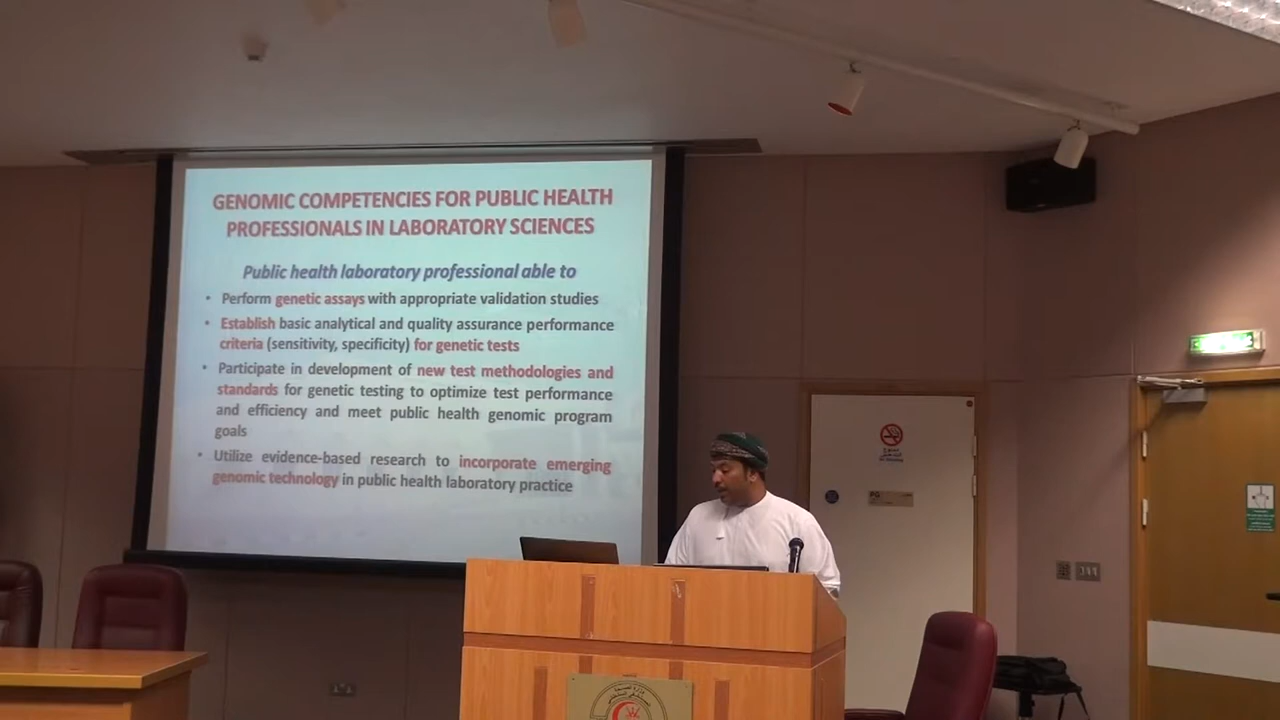 GENOMIC COMPETENCIES FOR PUBLIC HEALTH
PROFESSIONALS IN LABORATORY SCIENCES
Public health laboratory professional able to
• Perform genetic assays with appropriate validation studies
• Establish basic analytical and quality assurance performance
criteria (sensitivity, specificity) for genetic tests
• Participate in development of new test methodologies and
standards for genetic testing to optimize test performance
and efficiency and meet public health genomic program
goals
• Utilize evidence-based research to incorporate emerging
genomic technology in public health laboratory practice
وزارة الصحة